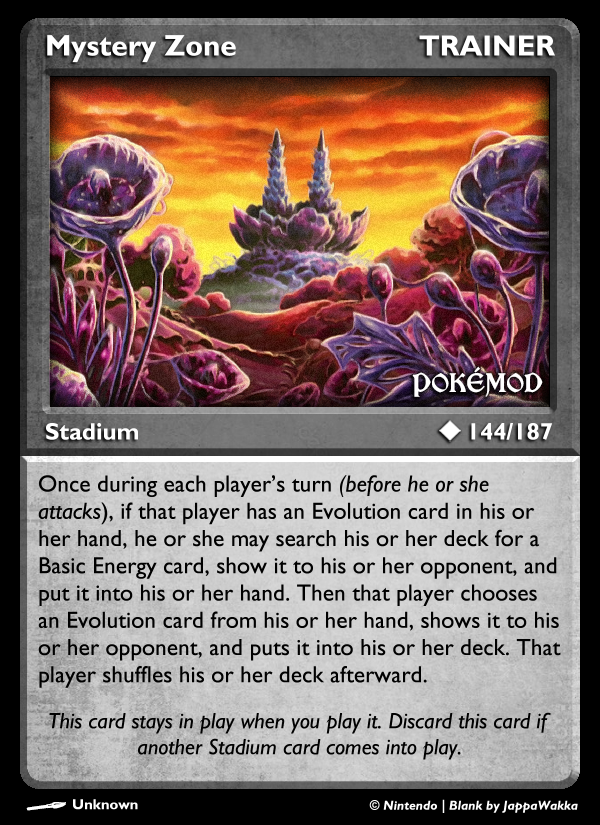 Mystery Zone TRAINER
POKÉMOD
Stadium ◆ 144/187
Once during each player's turn (before he or she
attacks), if that player has an Evolution card in his or
her hand, he or she may search his or her deck for a
Basic Energy card, show it to his or her opponent, and
put it into his or her hand. Then that player chooses
an Evolution card from his or her hand, shows it to his
or her opponent, and puts it into his or her deck. That
player shuffles his or her deck afterward.
This card stays in play when you play it. Discard this card if
another Stadium card comes into play.
Unknown © Nintendo | Blank by JappaWakka